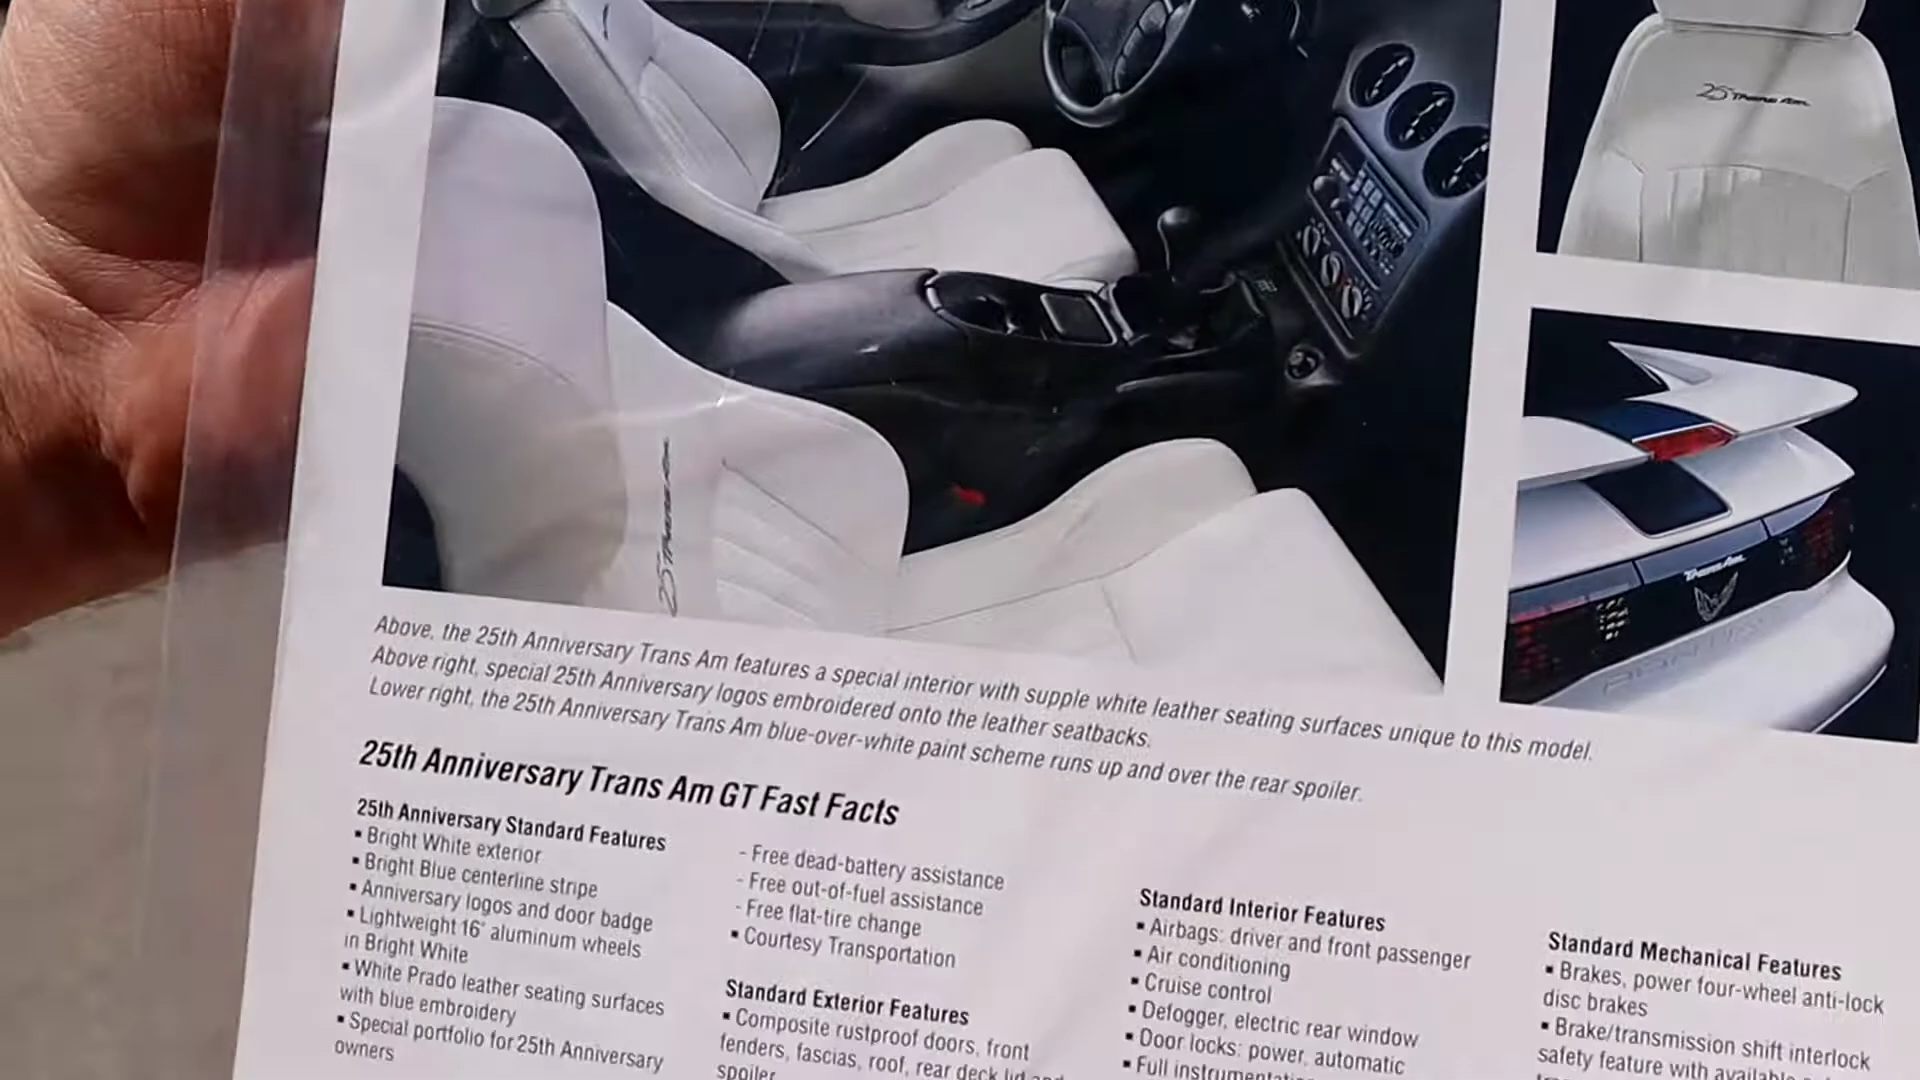 25 TRANS AM
25 TRANS AM
Trans Am
PONTIAC
Above, the 25th Anniversary Trans Am features a special interior with supple white leather seating surfaces unique to this model.
Above right, special 25th Anniversary logos embroidered onto the leather seatbacks.
Lower right, the 25th Anniversary Trans Am blue-over-white paint scheme runs up and over the rear spoiler.
25th Anniversary Trans Am GT Fast Facts
25th Anniversary Standard Features
▪ Bright White exterior
▪ Bright Blue centerline stripe
▪ Anniversary logos and door badge
▪ Lightweight 16" aluminum wheels
in Bright White
▪ White Prado leather seating surfaces
with blue embroidery
▪ Special portfolio for 25th Anniversary
owners
- Free dead-battery assistance
- Free out-of-fuel assistance
- Free flat-tire change
▪ Courtesy Transportation
Standard Exterior Features
▪ Composite rustproof doors, front
fenders, fascias, roof, rear deck lid and
spoiler
Standard Interior Features
▪ Airbags: driver and front passenger
▪ Air conditioning
▪ Cruise control
▪ Defogger, electric rear window
▪ Door locks: power, automatic
▪ Full
Standard Mechanical Features
▪ Brakes, power four-wheel anti-lock
disc brakes
▪ Brake/transmission shift interlock
safety feature with available